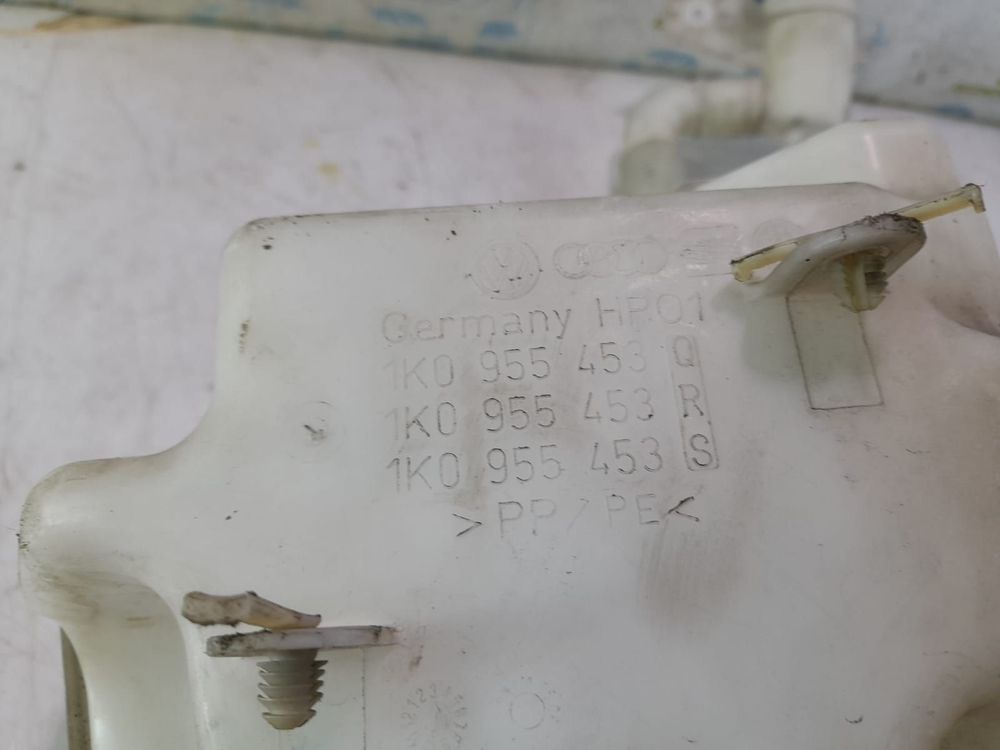 Germany HP01
1K0 955 453 Q
1K0 955 453 R
1K0 955 453 S
>PP/PE<